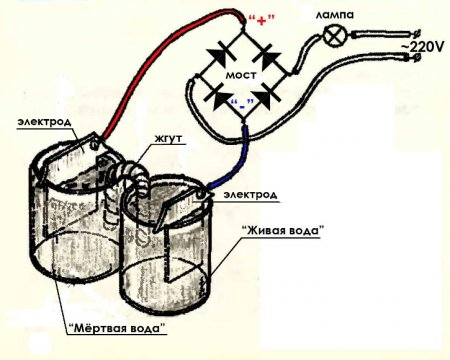 лампа
"+"
~220V
мост
"-"
электрод
жгут
электрод
"Живая вода"
"Мёртвая вода"